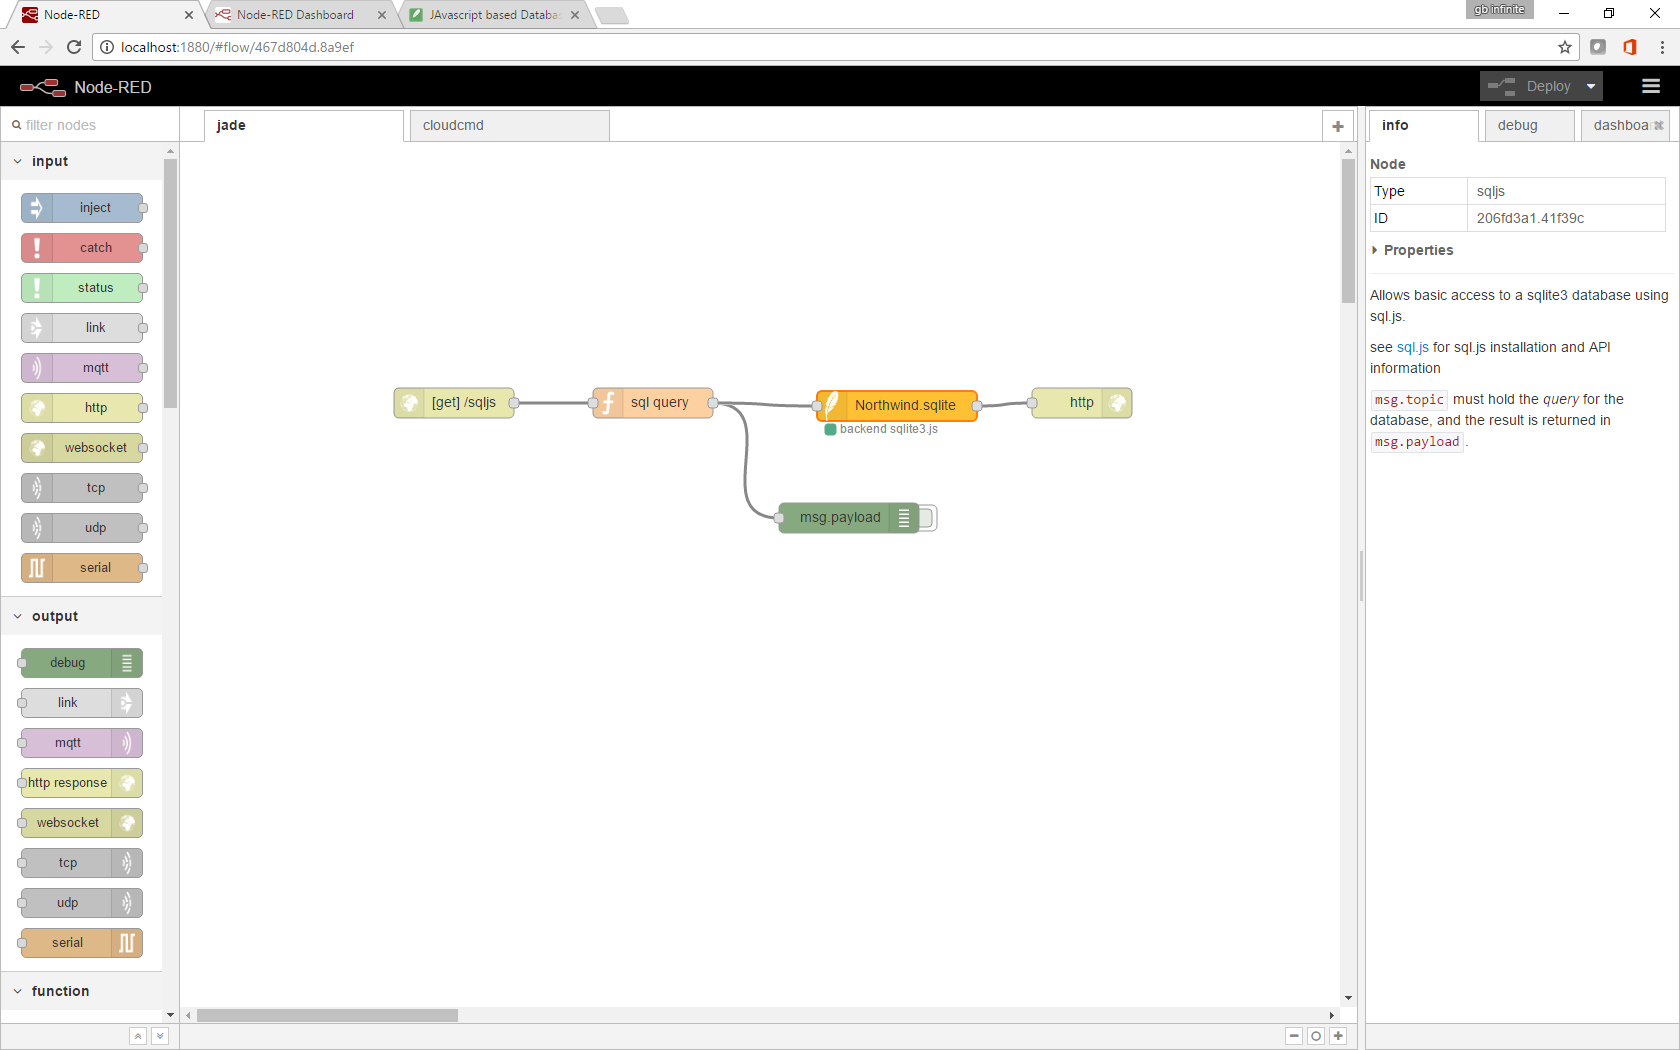 Node-RED
Node-RED Dashboard
JAvascript based Databa
gb infinite
localhost:1880/#flow/467d804d.8a9ef
Node-RED
Deploy
filter nodes
jade
cloudcmd
info
debug
dashboa
input
inject
catch
status
link
mqtt
http
websocket
tcp
udp
serial
output
debug
link
mqtt
http response
websocket
tcp
udp
serial
function
[get] /sqljs
sql query
Northwind.sqlite
backend sqlite3.js
http
msg.payload
Node
Type sqljs
ID 206fd3a1.41f39c
Properties
Allows basic access to a sqlite3 database using
sql.js.
see sql.js for sql.js installation and API
information
msg.topic must hold the query for the
database, and the result is returned in
msg.payload.